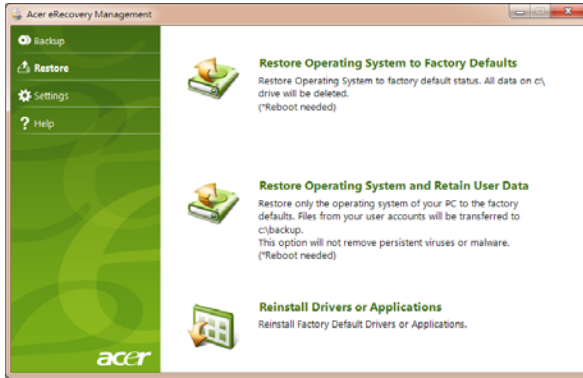 Acer eRecovery Management
Backup
Restore
Settings
? Help
Restore Operating System to Factory Defaults
Restore Operating System to factory default status. All data on c:\
drive will be deleted.
(*Reboot needed)
Restore Operating System and Retain User Data
Restore only the operating system of your PC to the factory
defaults. Files from your user accounts will be transferred to
c:\backup.
This option will not remove persistent viruses or malware.
(*Reboot needed)
Reinstall Drivers or Applications
Reinstall Factory Default Drivers or Applications.
acer